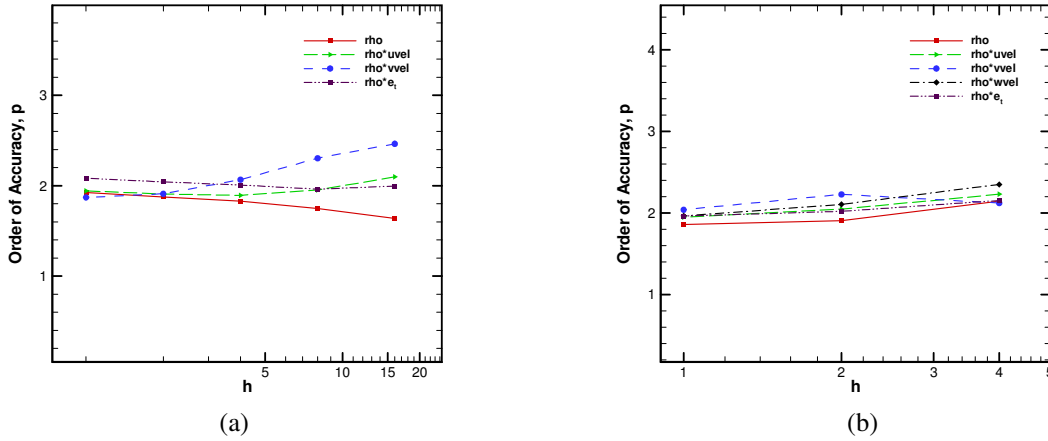 rho
rho*uvel
rho*vvel
rho*e_t
Order of Accuracy, p
3
2
1
5
10
15
20
h
(a)
rho
rho*uvel
rho*vvel
rho*wvel
rho*e_t
Order of Accuracy, p
4
3
2
1
1
2
3
4
5
h
(b)